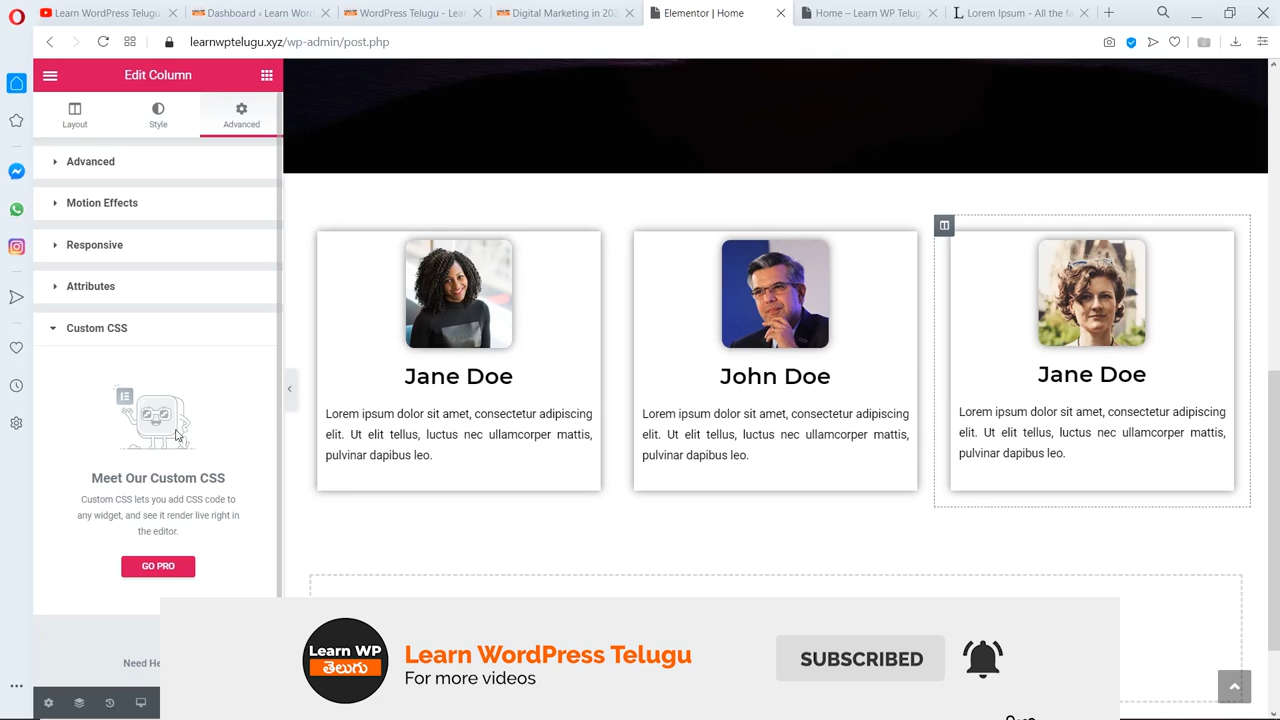 Learn WordPress Telugu
Dashboard ‹ Learn Word
WordPress Telugu - Lea
Digital Marketing in 202
Elementor | Home
Home – Learn WP Telug
Lorem Ipsum - All the fa
learnwptelugu.xyz/wp-admin/post.php
Edit Column
Layout
Style
Advanced
Advanced
Motion Effects
Responsive
Attributes
Custom CSS
Meet Our Custom CSS
Custom CSS lets you add CSS code to
any widget, and see it render live right in
the editor.
GO PRO
Need He
Jane Doe
Lorem ipsum dolor sit amet, consectetur adipiscing
elit. Ut elit tellus, luctus nec ullamcorper mattis,
pulvinar dapibus leo.
John Doe
Lorem ipsum dolor sit amet, consectetur adipiscing
elit. Ut elit tellus, luctus nec ullamcorper mattis,
pulvinar dapibus leo.
Jane Doe
Lorem ipsum dolor sit amet, consectetur adipiscing
elit. Ut elit tellus, luctus nec ullamcorper mattis,
pulvinar dapibus leo.
Learn WP
తెలుగు
Learn WordPress Telugu
For more videos
SUBSCRIBED